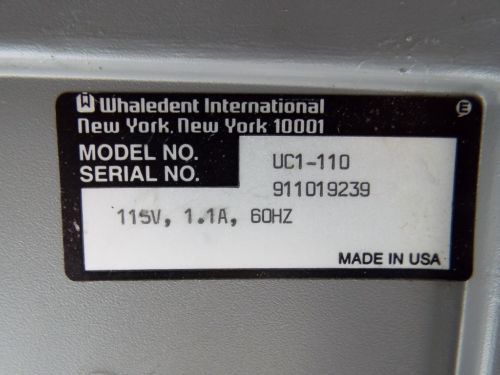 Whaledent International
New York, New York 10001
MODEL NO. UC1-110
SERIAL NO. 911019239
115V, 1.1A, 60HZ
MADE IN USA
E